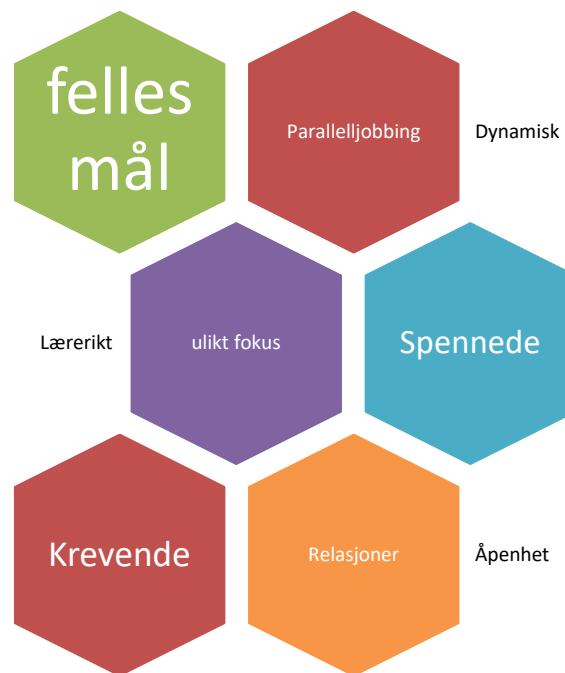 felles
mål
Parallelljobbing
Dynamisk
Lærerikt
ulikt fokus
Spennede
Krevende
Relasjoner
Åpenhet